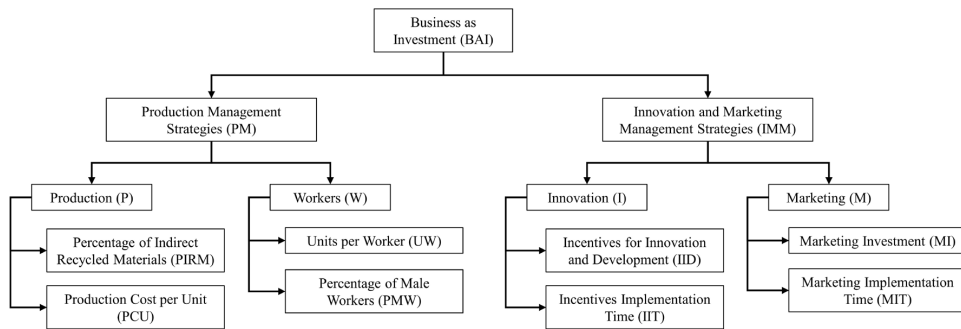 Business as
Investment (BAI)
Production Management
Strategies (PM)
Innovation and Marketing
Management Strategies (IMM)
Production (P)
Workers (W)
Innovation (I)
Marketing (M)
Percentage of Indirect
Recycled Materials (PIRM)
Production Cost per Unit
(PCU)
Units per Worker (UW)
Percentage of Male
Workers (PMW)
Incentives for Innovation
and Development (IID)
Incentives Implementation
Time (IIT)
Marketing Investment (MI)
Marketing Implementation
Time (MIT)